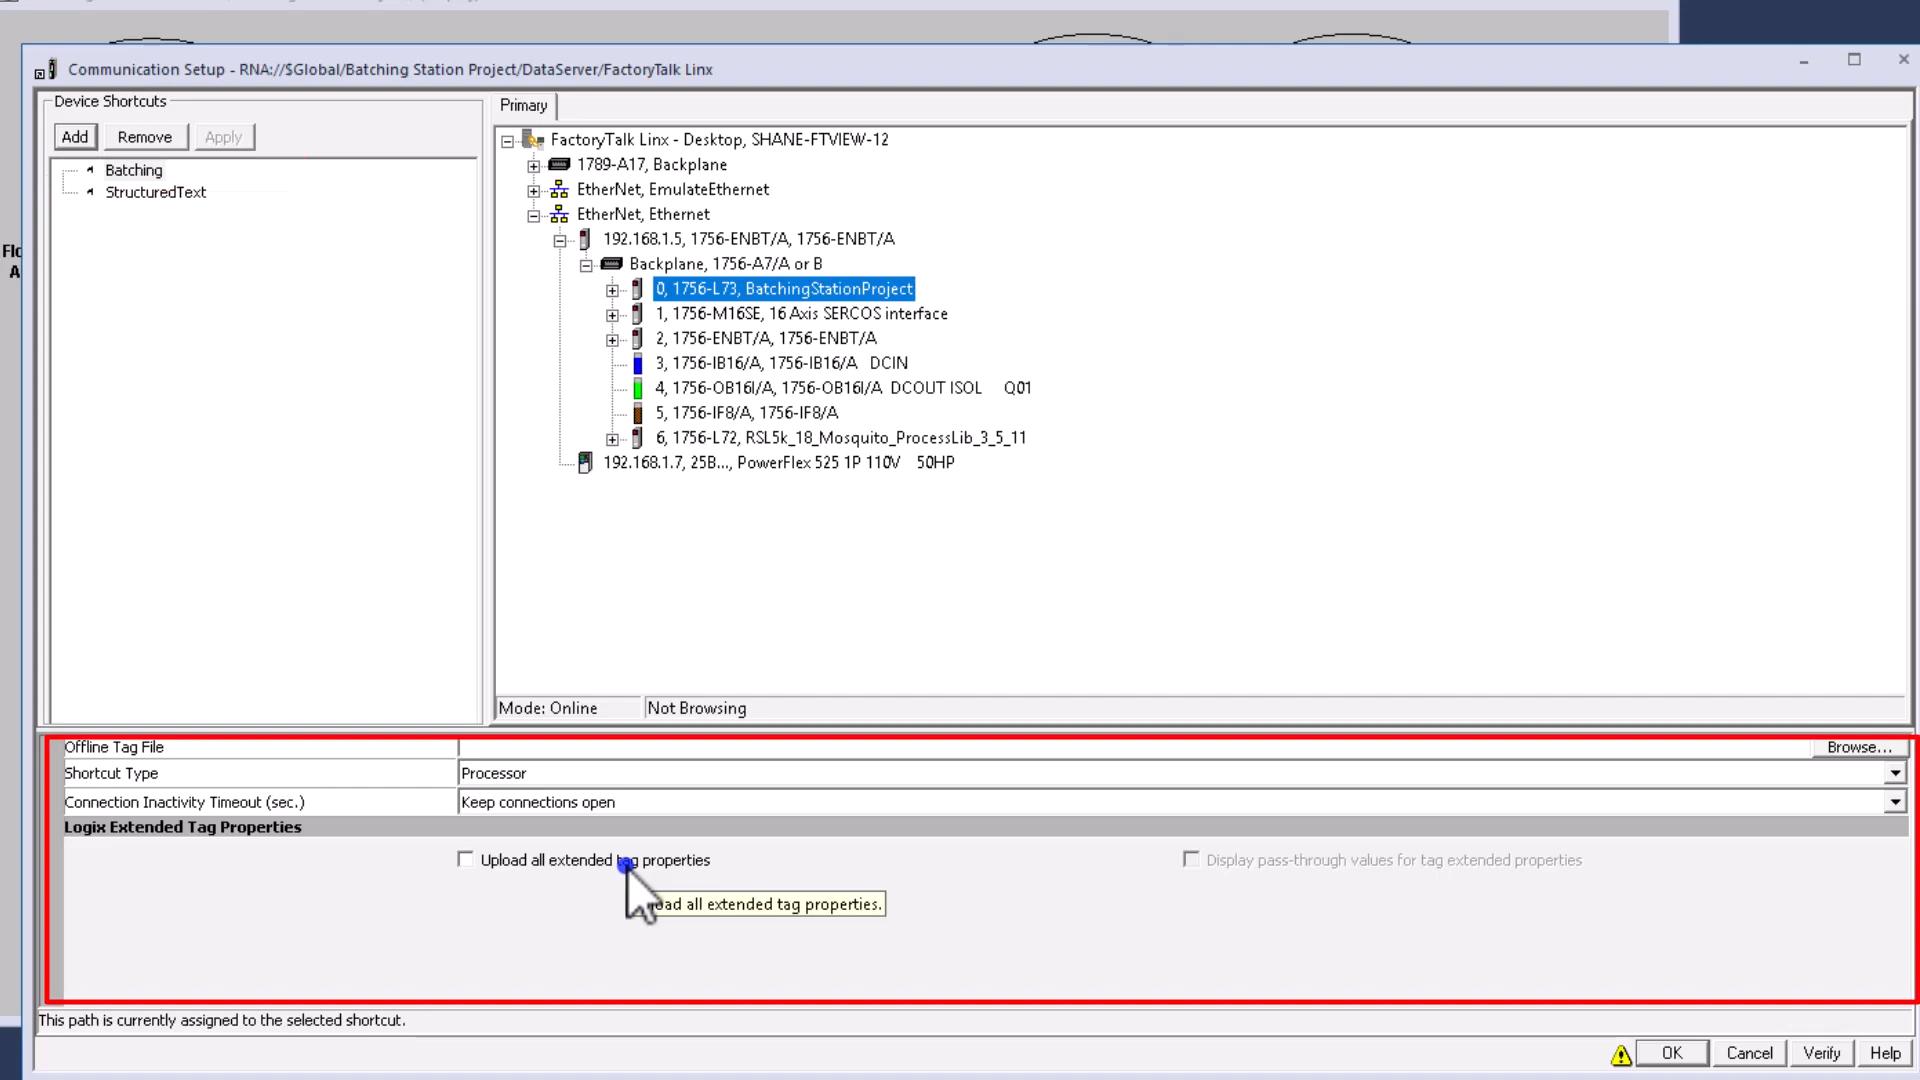 Communication Setup - RNA://$Global/Batching Station Project/DataServer/FactoryTalk Linx
Device Shortcuts
Add Remove Apply
Batching
StructuredText
Primary
FactoryTalk Linx - Desktop, SHANE-FTVIEW-12
1789-A17, Backplane
EtherNet, EmulateEthernet
EtherNet, Ethernet
192.168.1.5, 1756-ENBT/A, 1756-ENBT/A
Backplane, 1756-A7/A or B
0, 1756-L73, BatchingStationProject
1, 1756-M16SE, 16 Axis SERCOS interface
2, 1756-ENBT/A, 1756-ENBT/A
3, 1756-IB16/A, 1756-IB16/A DCIN
4, 1756-OB16I/A, 1756-OB16I/A DCOUT ISOL Q01
5, 1756-IF8/A, 1756-IF8/A
6, 1756-L72, RSL5k_18_Mosquito_ProcessLib_3_5_11
192.168.1.7, 25B..., PowerFlex 525 1P 110V 50HP
Mode: Online Not Browsing
Offline Tag File Browse...
Shortcut Type Processor
Connection Inactivity Timeout (sec.) Keep connections open
Logix Extended Tag Properties
Upload all extended tag properties Display pass-through values for tag extended properties
all extended tag properties.
This path is currently assigned to the selected shortcut.
OK Cancel Verify Help